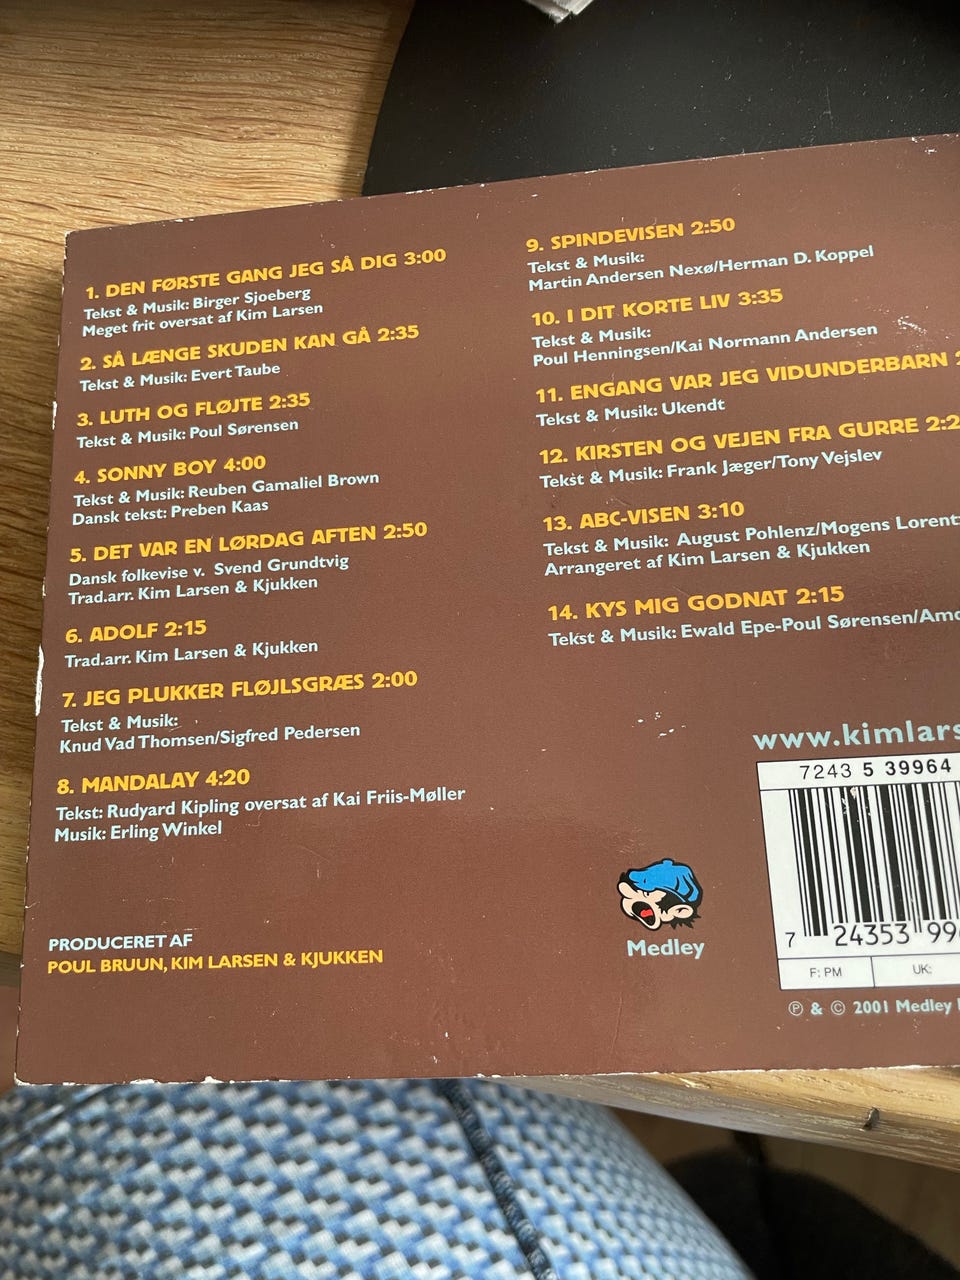 1. DEN FØRSTE GANG JEG SÅ DIG 3:00
Tekst & Musik: Birger Sjoeberg
Meget frit oversat af Kim Larsen
2. SÅ LÆNGE SKUDEN KAN GÅ 2:35
Tekst & Musik: Evert Taube
3. LUTH OG FLØJTE 2:35
Tekst & Musik: Poul Sørensen
4. SONNY BOY 4:00
Tekst & Musik: Reuben Gamaliel Brown
Dansk tekst: Preben Kaas
5. DET VAR EN LØRDAG AFTEN 2:50
Dansk folkevise v. Svend Grundtvig
Trad.arr. Kim Larsen & Kjukken
6. ADOLF 2:15
Trad.arr. Kim Larsen & Kjukken
7. JEG PLUKKER FLØJLSGRÆS 2:00
Tekst & Musik:
Knud Vad Thomsen/Sigfred Pedersen
8. MANDALAY 4:20
Tekst: Rudyard Kipling oversat af Kai Friis-Møller
Musik: Erling Winkel
PRODUCERET AF
POUL BRUUN, KIM LARSEN & KJUKKEN
9. SPINDEVISEN 2:50
Tekst & Musik:
Martin Andersen Nexø/Herman D. Koppel
10. I DIT KORTE LIV 3:35
Tekst & Musik:
Poul Henningsen/Kai Normann Andersen
11. ENGANG VAR JEG VIDUNDERBARN
Tekst & Musik: Ukendt
12. KIRSTEN OG VEJEN FRA GURRE 2:2
Tekst & Musik: Frank Jæger/Tony Vejslev
13. ABC-VISEN 3:10
Tekst & Musik: August Pohlenz/Mogens Lorent
Arrangeret af Kim Larsen & Kjukken
14. KYS MIG GODNAT 2:15
Tekst & Musik: Ewald Epe-Poul Sørensen/Amo
www.kimlars
7243 5 39964
7 24353 99
F: PM
UK:
Medley
℗ & © 2001 Medley